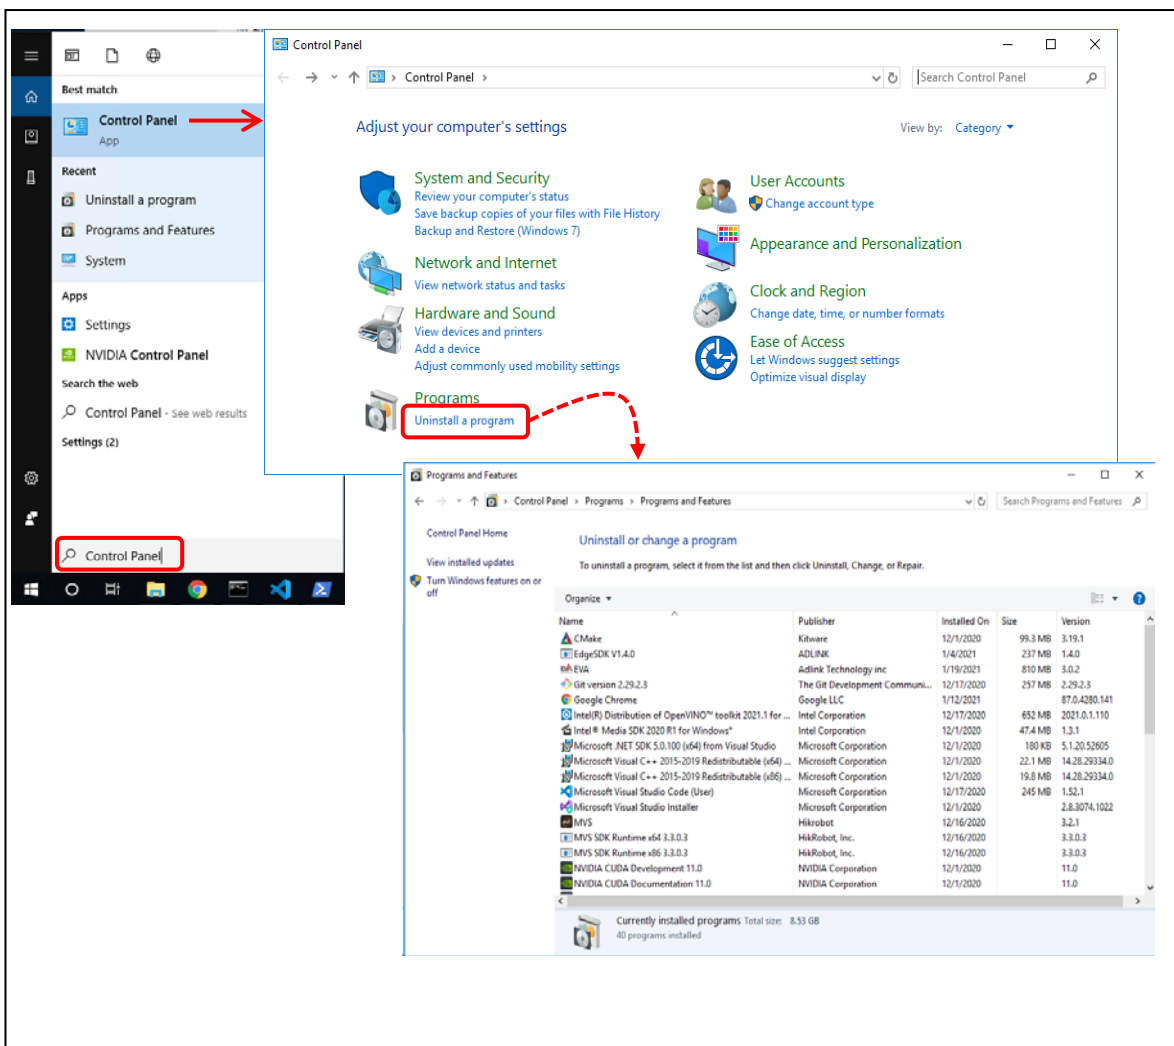 Best match
Control Panel
App
Recent
Uninstall a program
Programs and Features
System
Apps
Settings
NVIDIA Control Panel
Search the web
Control Panel - See web results
Settings (2)
Control Panel
Control Panel
Control Panel
Search Control Panel
Adjust your computer's settings
View by: Category
System and Security
Review your computer's status
Save backup copies of your files with File History
Backup and Restore (Windows 7)
Network and Internet
View network status and tasks
Hardware and Sound
View devices and printers
Add a device
Adjust commonly used mobility settings
Programs
Uninstall a program
User Accounts
Change account type
Appearance and Personalization
Clock and Region
Change date, time, or number formats
Ease of Access
Let Windows suggest settings
Optimize visual display
Programs and Features
Control Panel > Programs > Programs and Features
Search Programs and Features
Control Panel Home
View installed updates
Turn Windows features on or
off
Uninstall or change a program
To uninstall a program, select it from the list and then click Uninstall, Change, or Repair.
Organize
Name Publisher Installed On Size Version
CMake Kitware 12/1/2020 99.3 MB 3.19.1
EdgeSDK V1.4.0 ADLINK 1/4/2021 237 MB 1.4.0
EVA Adlink Technology inc 1/19/2021 810 MB 3.0.2
Git version 2.29.2.3 The Git Development Communi... 12/17/2020 257 MB 2.29.2.3
Google Chrome Google LLC 1/12/2021 87.0.4280.141
Intel(R) Distribution of OpenVINO™ toolkit 2021.1 for ... Intel Corporation 12/17/2020 652 MB 2021.0.1.110
Intel® Media SDK 2020 R1 for Windows* Intel Corporation 12/1/2020 47.4 MB 1.3.1
Microsoft .NET SDK 5.0.100 (x64) from Visual Studio Microsoft Corporation 12/1/2020 180 KB 5.1.20.52605
Microsoft Visual C++ 2015-2019 Redistributable (x64) ... Microsoft Corporation 12/1/2020 22.1 MB 14.28.29334.0
Microsoft Visual C++ 2015-2019 Redistributable (x86) ... Microsoft Corporation 12/1/2020 19.8 MB 14.28.29334.0
Microsoft Visual Studio Code (User) Microsoft Corporation 12/17/2020 245 MB 1.52.1
Microsoft Visual Studio Installer Microsoft Corporation 12/1/2020 2.8.3074.1022
MVS Hikrobot 12/16/2020 3.2.1
MVS SDK Runtime x64 3.3.0.3 HikRobot, Inc. 12/16/2020 3.3.0.3
MVS SDK Runtime x86 3.3.0.3 HikRobot, Inc. 12/16/2020 3.3.0.3
NVIDIA CUDA Development 11.0 NVIDIA Corporation 12/1/2020 11.0
NVIDIA CUDA Documentation 11.0 NVIDIA Corporation 12/1/2020 11.0
Currently installed programs Total size: 8.53 GB
40 programs installed